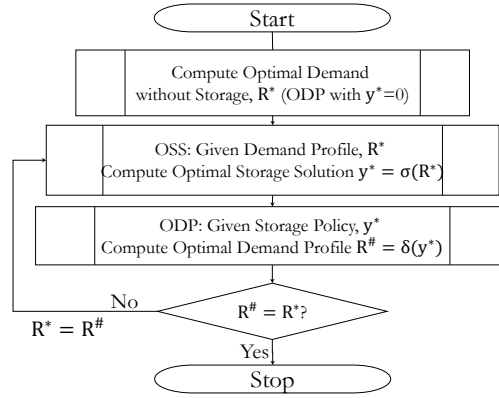 Start
Compute Optimal Demand
without Storage, R* (ODP with y*=0)
OSS: Given Demand Profile, R*
Compute Optimal Storage Solution y* = σ(R*)
ODP: Given Storage Policy, y*
Compute Optimal Demand Profile R# = δ(y*)
No
R# = R*?
R* = R#
Yes
Stop